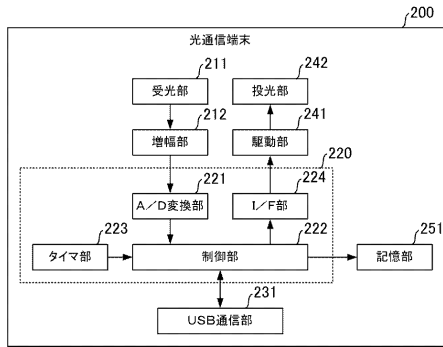 200
光通信端末
211
242
受光部
投光部
212
241
増幅部
駆動部
220
221
224
A／D変換部
I／F部
223
222
251
タイマ部
制御部
記憶部
231
USB通信部